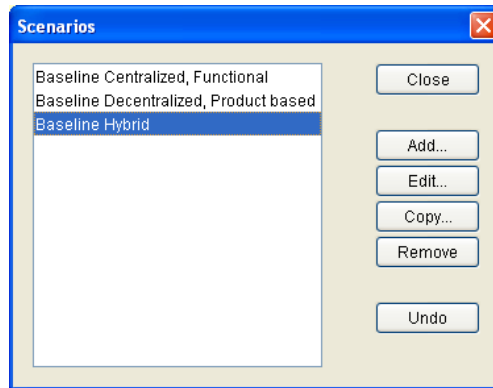 Scenarios
Baseline Centralized, Functional
Baseline Decentralized, Product based
Baseline Hybrid
Close
Add...
Edit...
Copy...
Remove
Undo